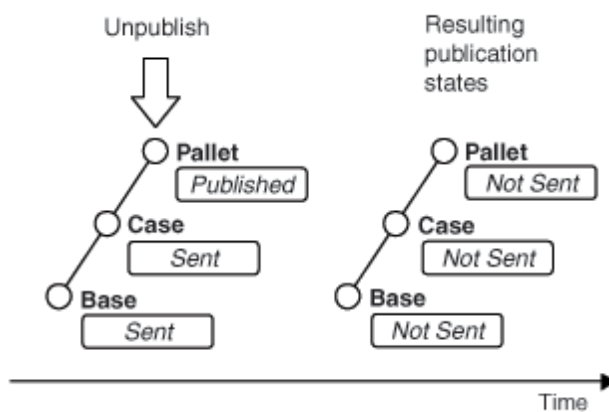 Unpublish
Resulting
publication
states
Pallet
Published
Case
Sent
Base
Sent
Pallet
Not Sent
Case
Not Sent
Base
Not Sent
Time